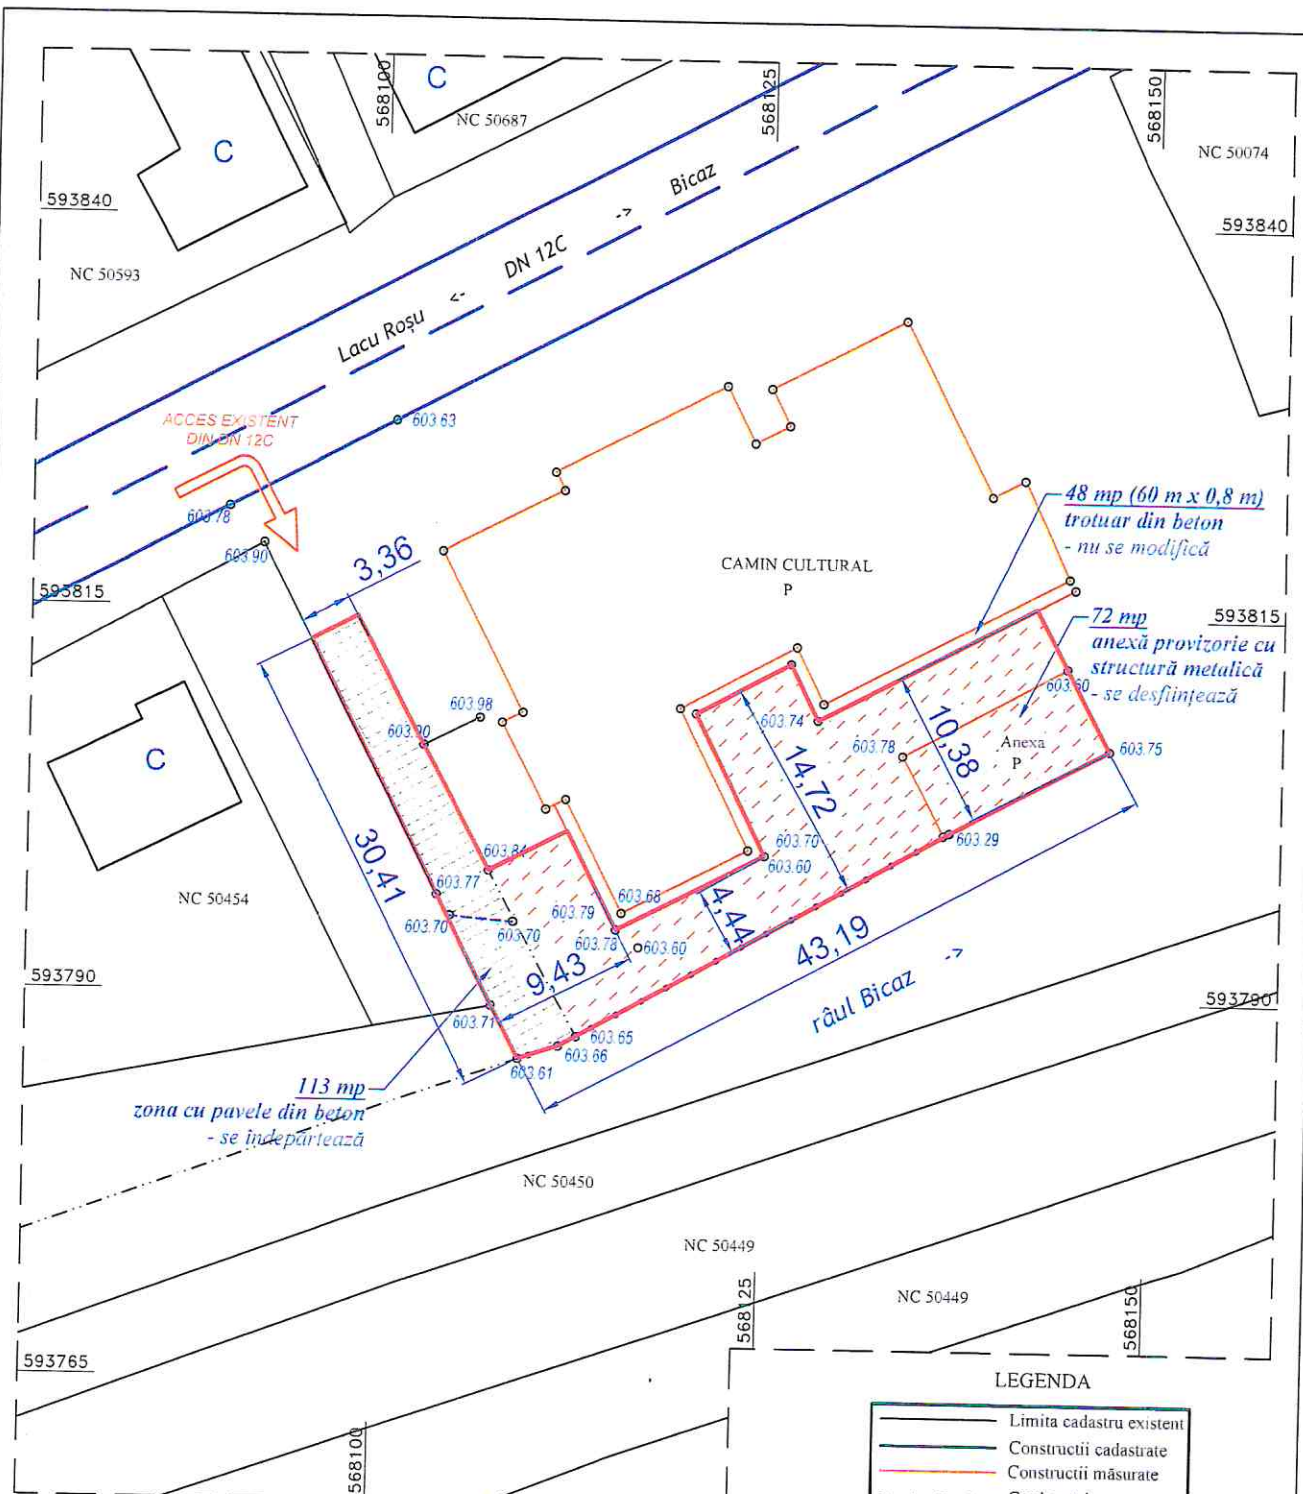 568100
C
568125
568150
NC 50687
C
NC 50074
Bicaz
->
593840
593840
DN 12C
NC 50593
<-
Lacu Roșu
ACCES EXISTENT
DIN DN 12C
603.63
48 mp (60 m x 0,8 m)
trotuar din beton
- nu se modifică
603.78
603.90
3,36
CAMIN CULTURAL
P
593815
593815
72 mp
anexă provizorie cu
structură metalică
- se desființează
603.60
603.98
603.90
603.74
603.78
10,38
Anexa
P
603.75
C
14,72
30,41
603.84
603.70
603.29
603.77
603.60
NC 50454
603.68
603.79
603.70
603.70
603.78
603.60
4,44
43,19
9,43
->
râul Bicaz
593790
593790
603.71
603.65
603.66
603.61
113 mp
zona cu pavele din beton
- se îndepărtează
NC 50450
NC 50449
568125
NC 50449
568150
593765
LEGENDA
Limita cadastru existent
Constructii cadastrate
568100
Constructii măsurate